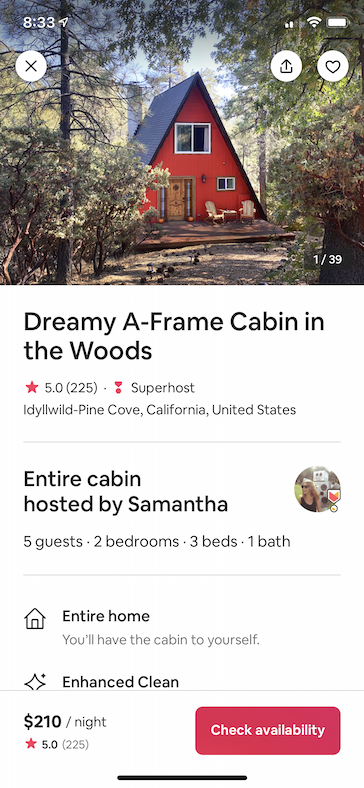 8:33
1 / 39
Dreamy A-Frame Cabin in
the Woods
5.0 (225) · Superhost
Idyllwild-Pine Cove, California, United States
Entire cabin
hosted by Samantha
5 guests · 2 bedrooms · 3 beds · 1 bath
Entire home
You’ll have the cabin to yourself.
Enhanced Clean
$210 / night
5.0 (225)
Check availability